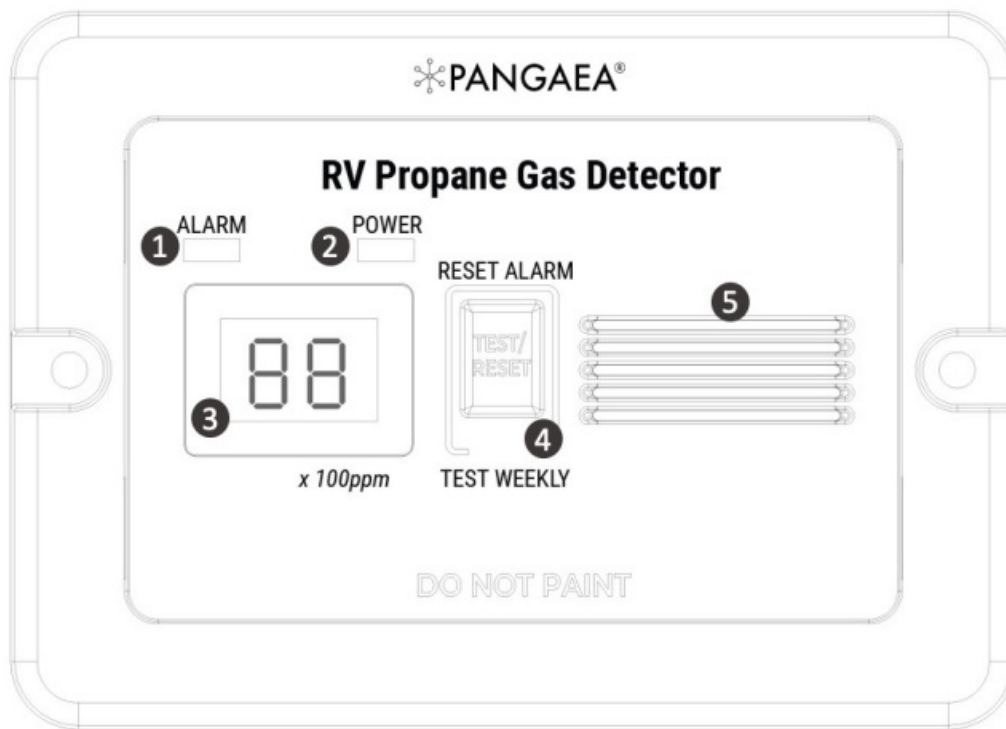 PANGAEA®
RV Propane Gas Detector
ALARM
POWER
1
2
RESET ALARM
5
TEST/
RESET
88
3
4
x 100ppm
TEST WEEKLY
DO NOT PAINT